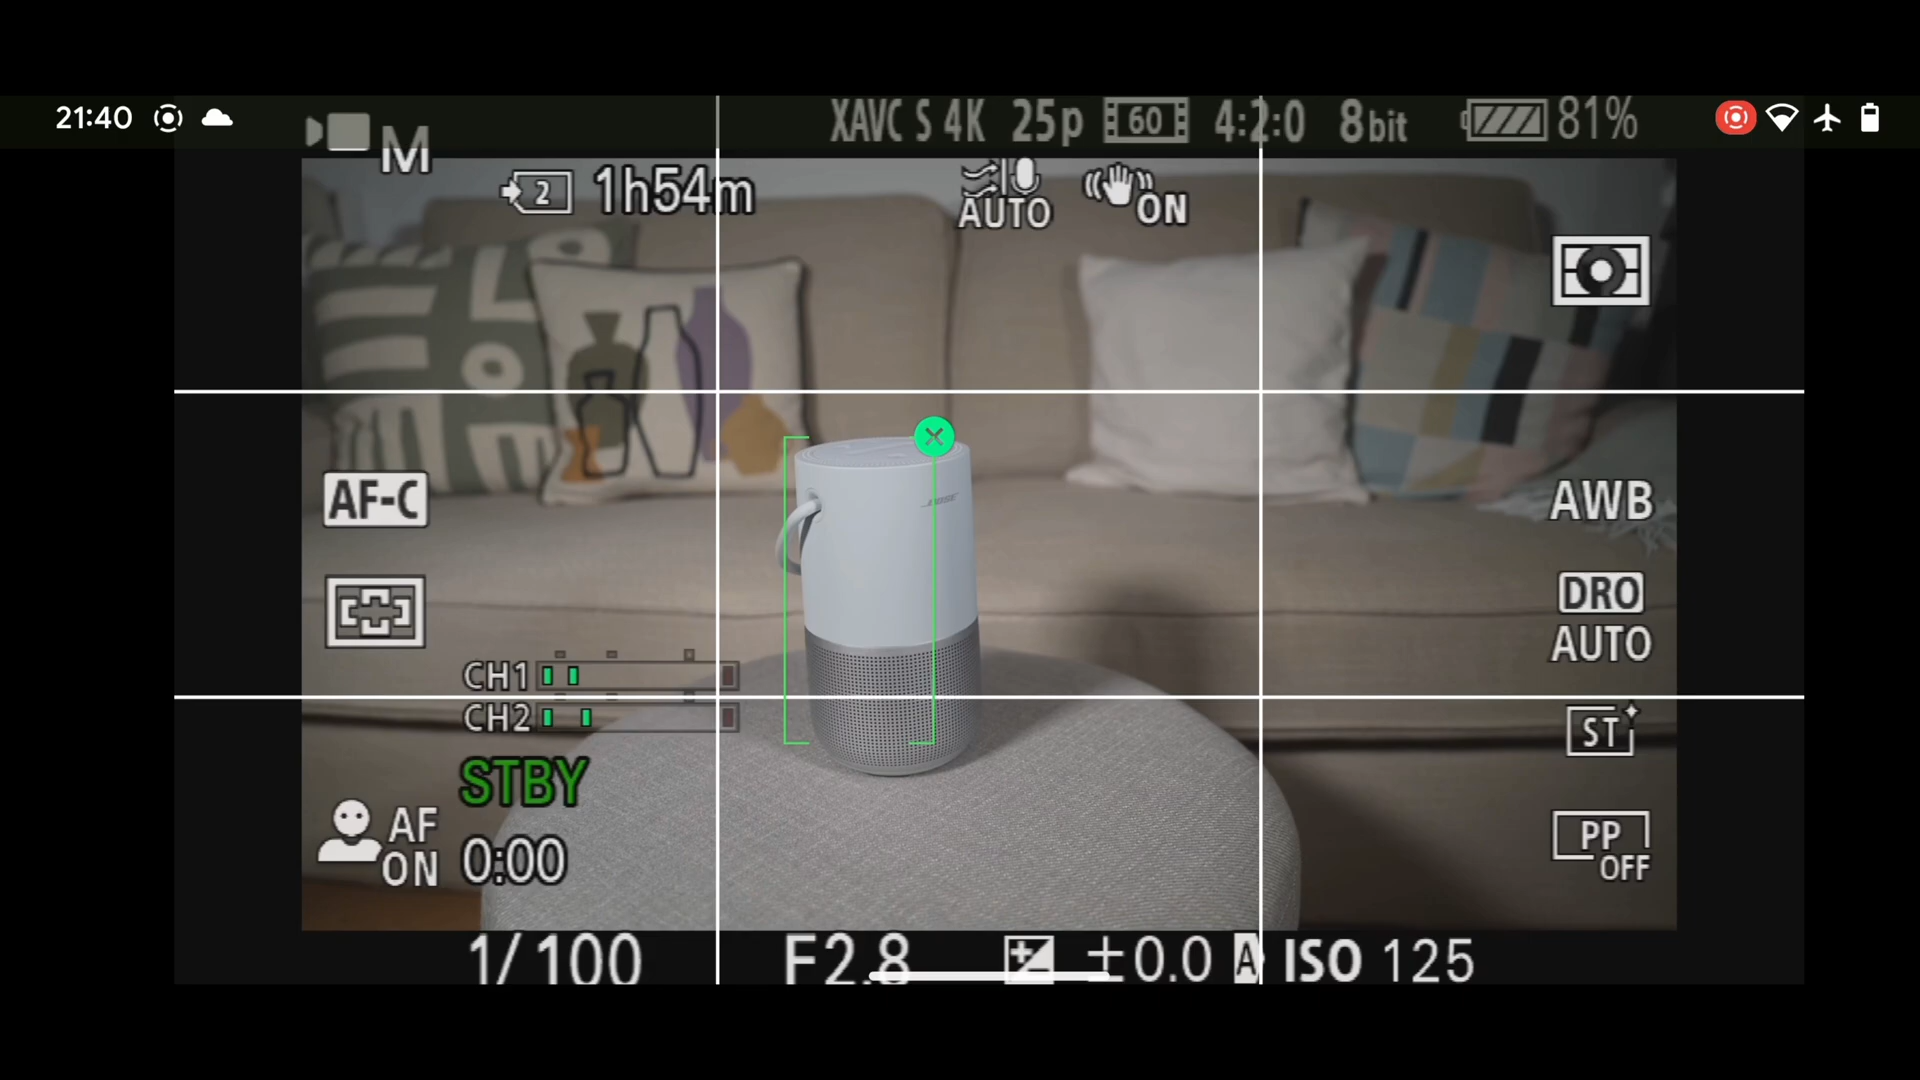 21:40
M
XAVC S 4K 25p 60 4:2:0 8bit 81%
2 1h54m
AUTO
ON
BOSE
AF-C
AWB
DRO
AUTO
CH1
CH2
STBY
ST
AF
ON
0:00
PP
OFF
1/100 F2.8 ±0.0 A ISO 125